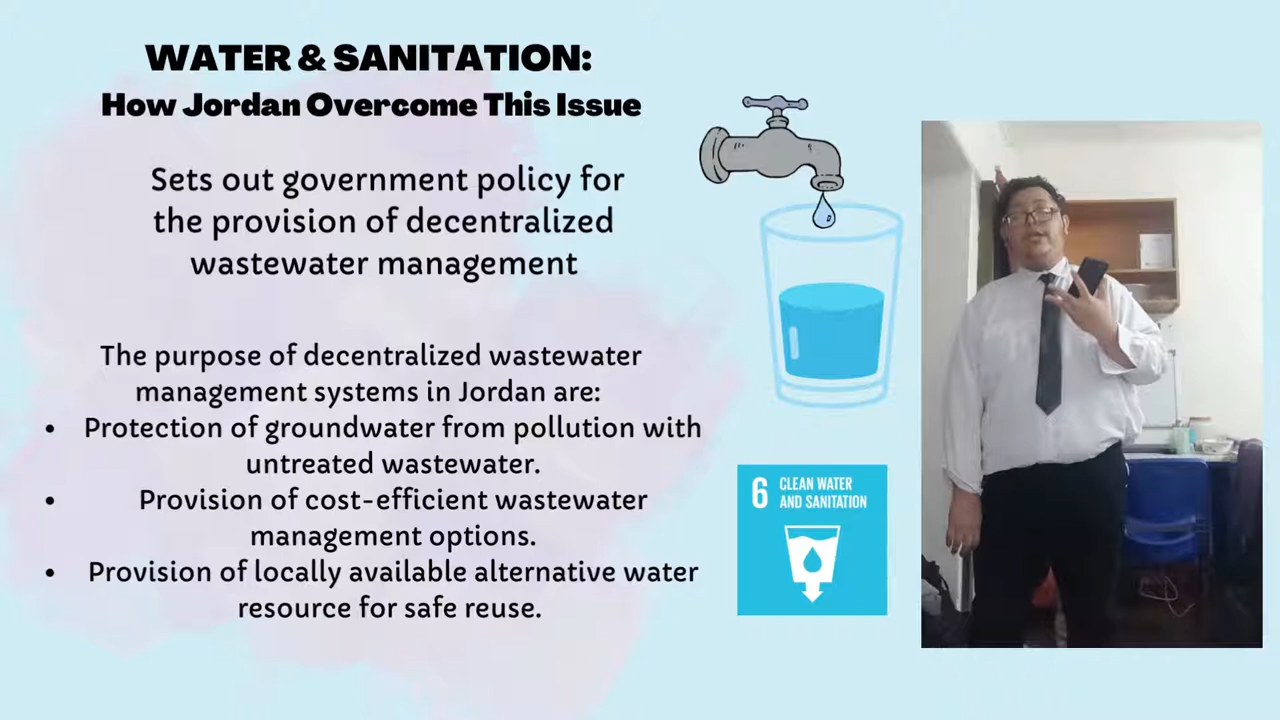 WATER & SANITATION:
How Jordan Overcome This Issue
Sets out government policy for
the provision of decentralized
wastewater management
The purpose of decentralized wastewater
management systems in Jordan are:
• Protection of groundwater from pollution with
untreated wastewater.
• Provision of cost-efficient wastewater
management options.
• Provision of locally available alternative water
resource for safe reuse.
6 CLEAN WATER
AND SANITATION